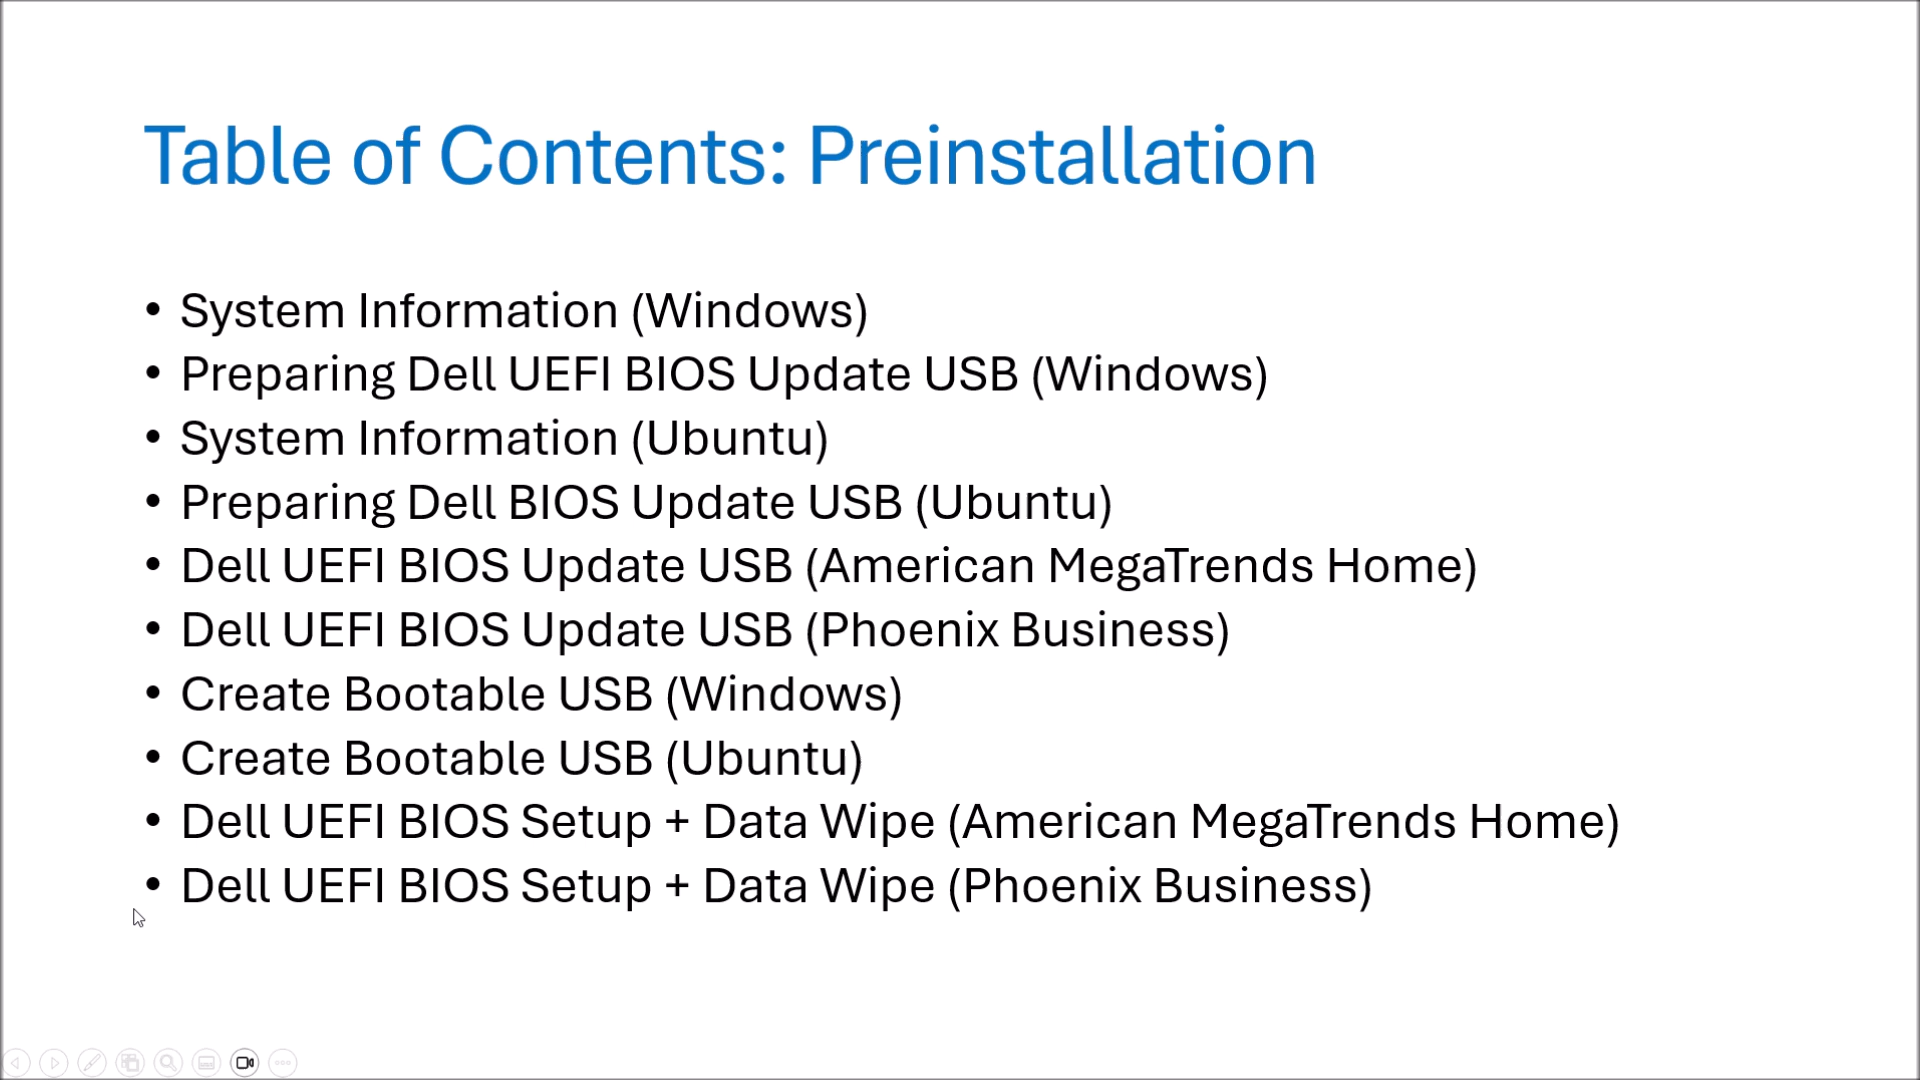 Table of Contents: Preinstallation
• System Information (Windows)
• Preparing Dell UEFI BIOS Update USB (Windows)
• System Information (Ubuntu)
• Preparing Dell BIOS Update USB (Ubuntu)
• Dell UEFI BIOS Update USB (American MegaTrends Home)
• Dell UEFI BIOS Update USB (Phoenix Business)
• Create Bootable USB (Windows)
• Create Bootable USB (Ubuntu)
• Dell UEFI BIOS Setup + Data Wipe (American MegaTrends Home)
• Dell UEFI BIOS Setup + Data Wipe (Phoenix Business)